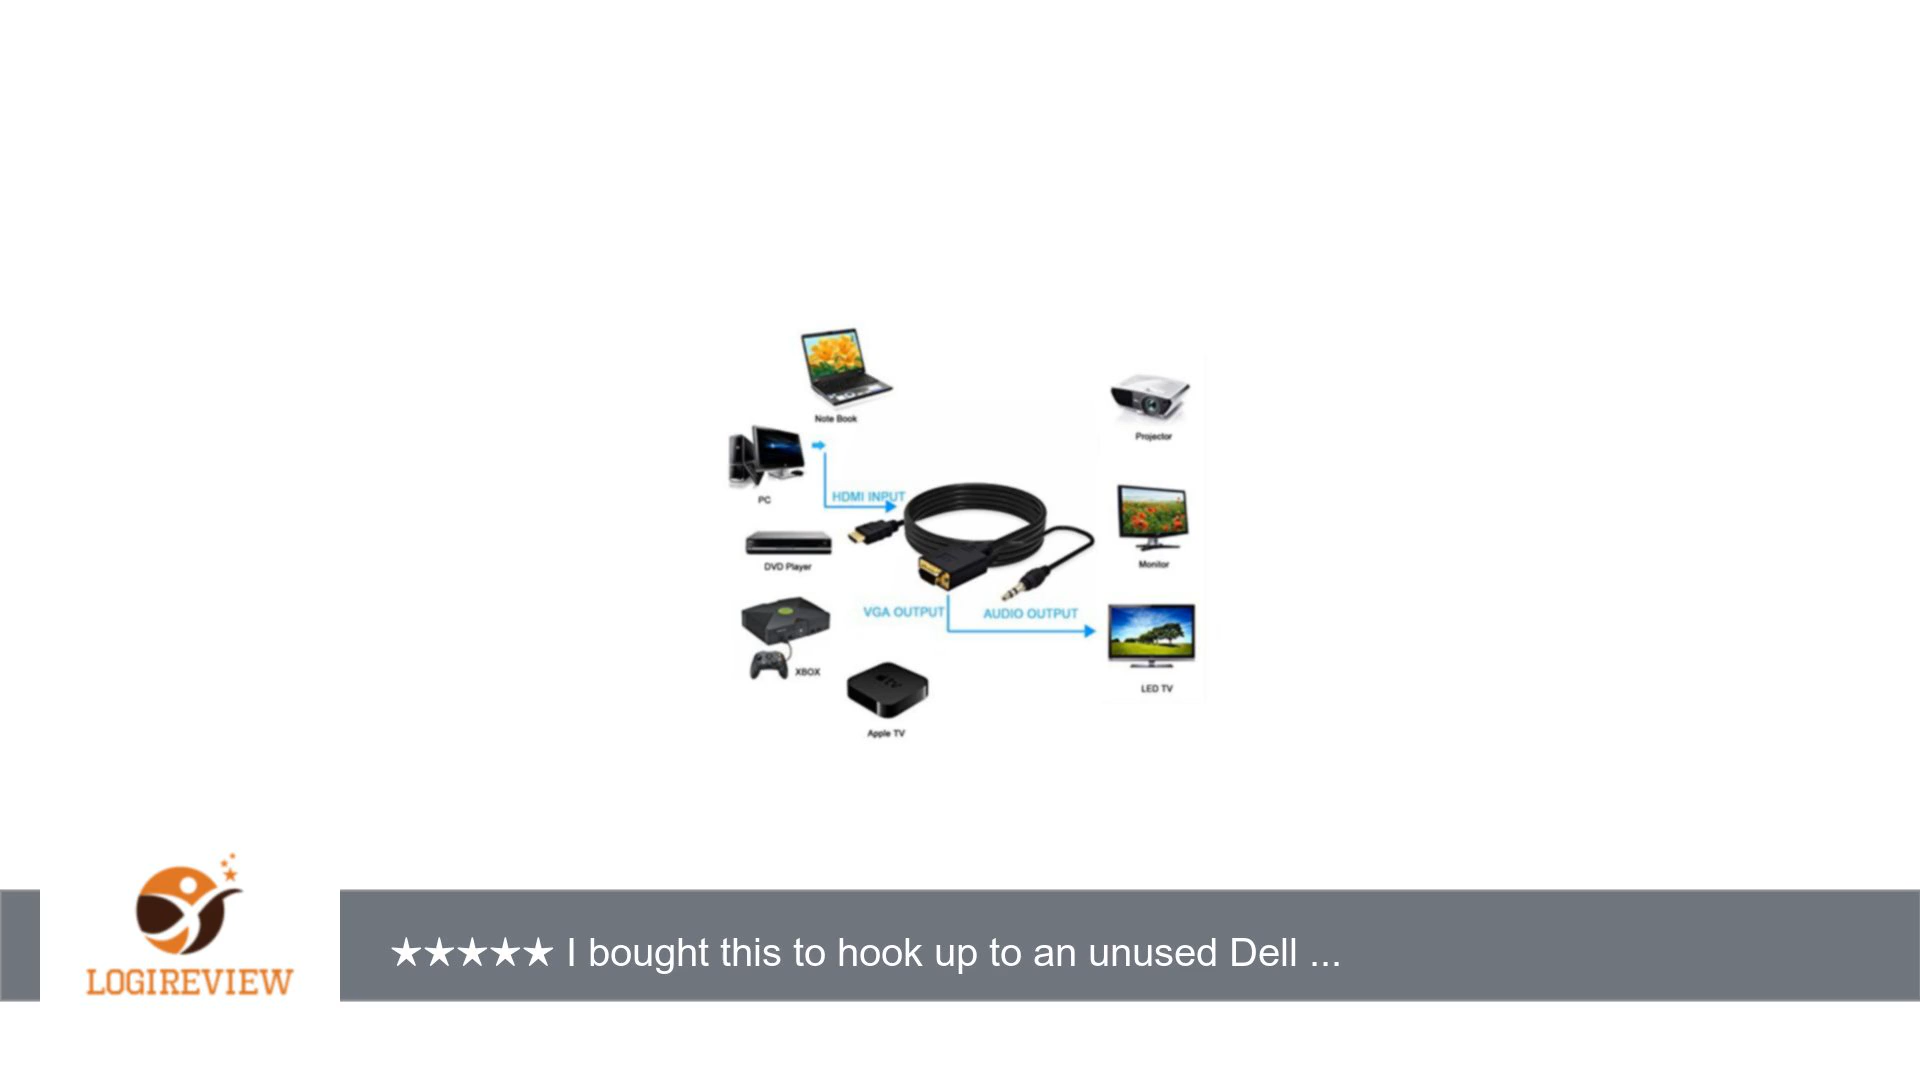 Note Book
Projector
PC
HDMI INPUT
DVD Player
Monitor
VGA OUTPUT
AUDIO OUTPUT
XBOX
tv
LED TV
Apple TV
LOGIREVIEW
★★★★★ I bought this to hook up to an unused Dell ...